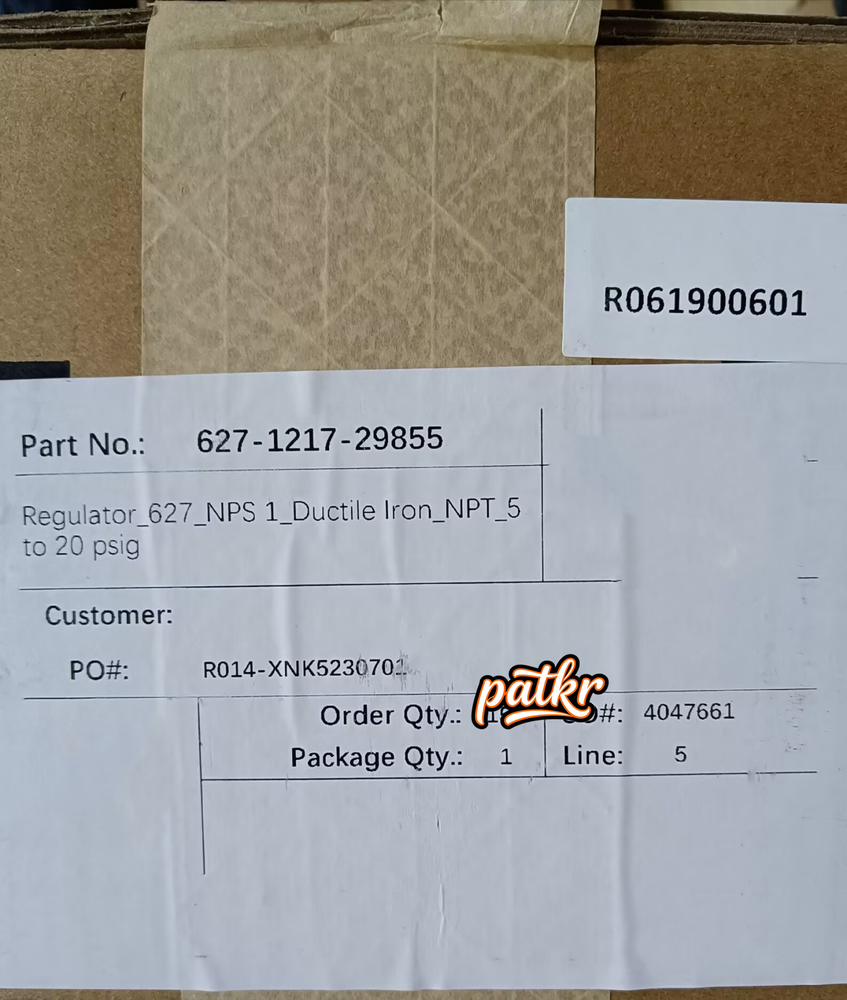 R061900601
Part No.: 627-1217-29855
Regulator_627_NPS 1_Ductile Iron_NPT_5
to 20 psig
Customer:
PO#: R014-XNK5230701
patkr
Order Qty.: #: 4047661
Package Qty.: 1 Line: 5